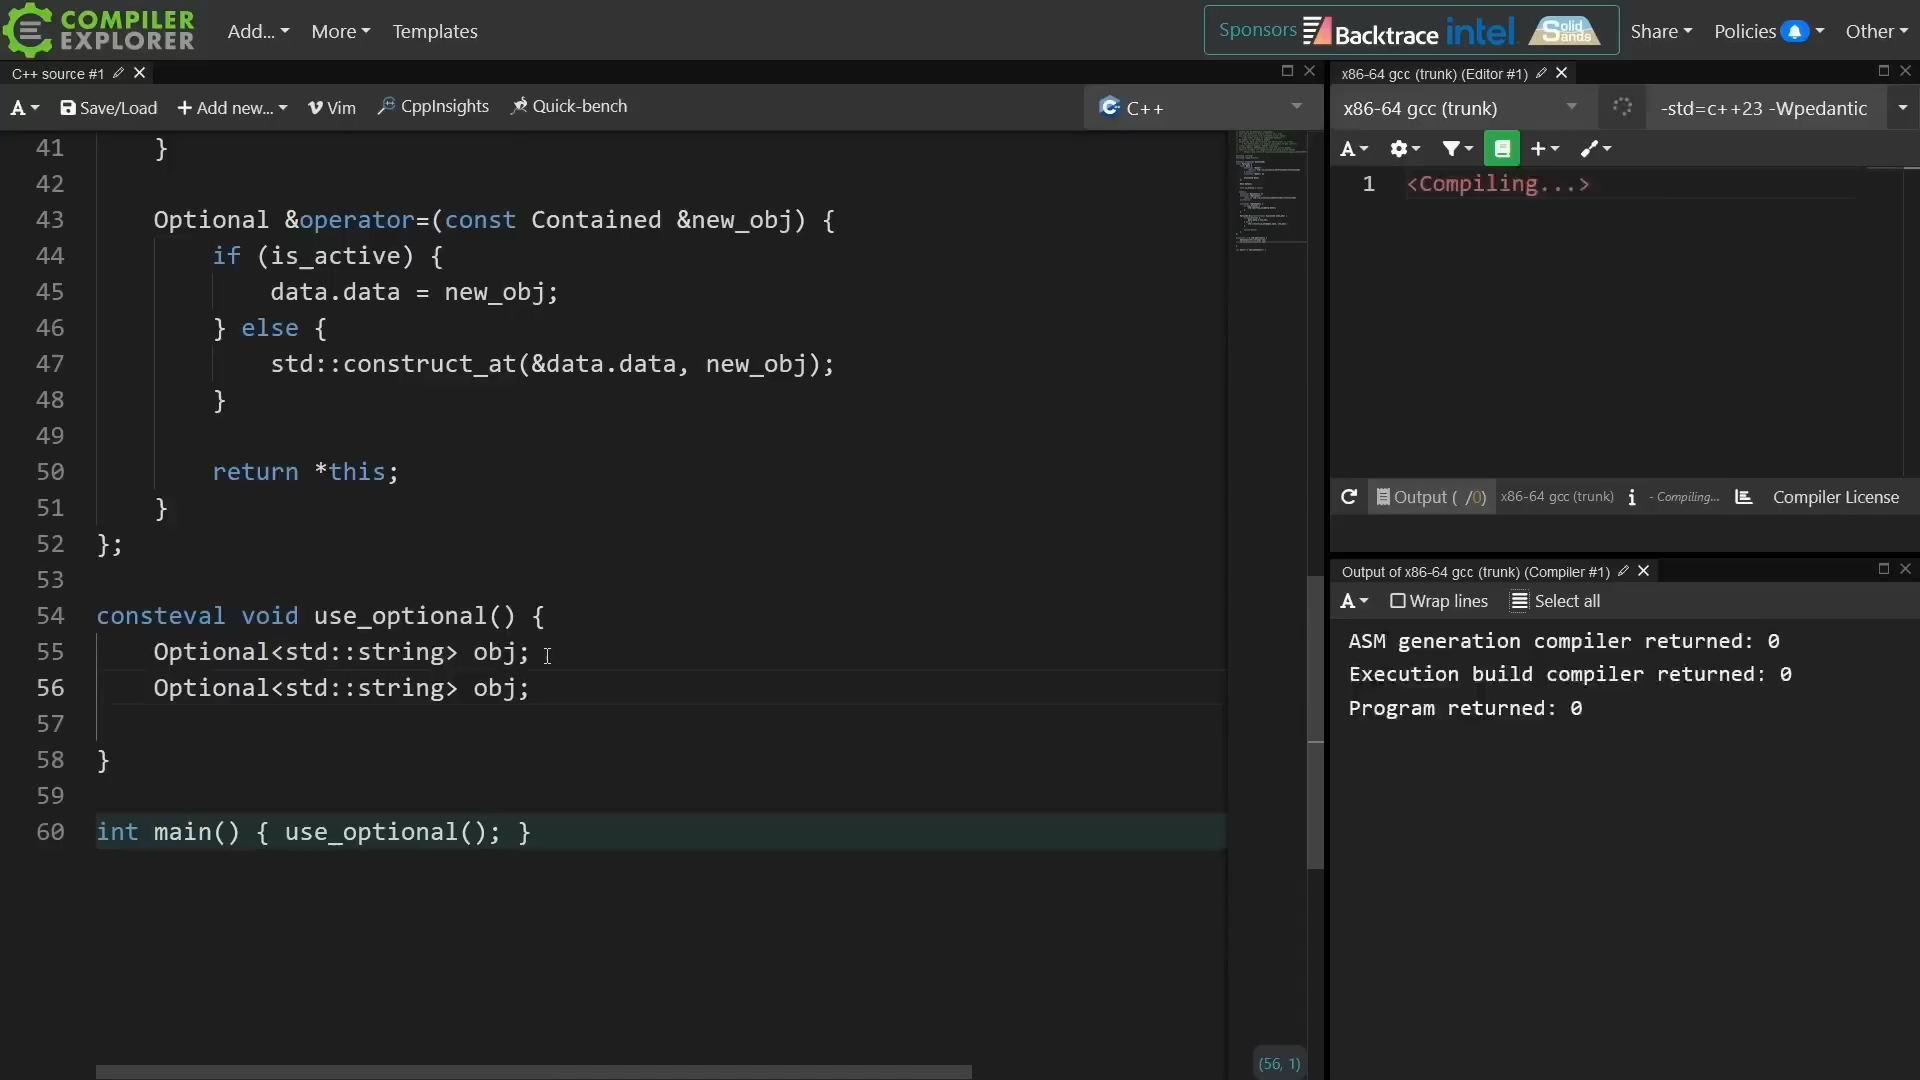 COMPILER EXPLORER Add... More Templates Sponsors Backtrace intel Solid Sands Share Policies Other
C++ source #1
A Save/Load Add new... Vim CppInsights Quick-bench C++
41 }
42
43 Optional &operator=(const Contained &new_obj) {
44 if (is_active) {
45 data.data = new_obj;
46 } else {
47 std::construct_at(&data.data, new_obj);
48 }
49
50 return *this;
51 }
52 };
53
54 consteval void use_optional() {
55 Optional<std::string> obj;
56 Optional<std::string> obj;
57
58 }
59
60 int main() { use_optional(); }
(56, 1)
x86-64 gcc (trunk) (Editor #1)
x86-64 gcc (trunk) -std=c++23 -Wpedantic
A
1 <Compiling...>
Output ( /0) x86-64 gcc (trunk) i - Compiling... Compiler License
Output of x86-64 gcc (trunk) (Compiler #1)
A Wrap lines Select all
ASM generation compiler returned: 0
Execution build compiler returned: 0
Program returned: 0